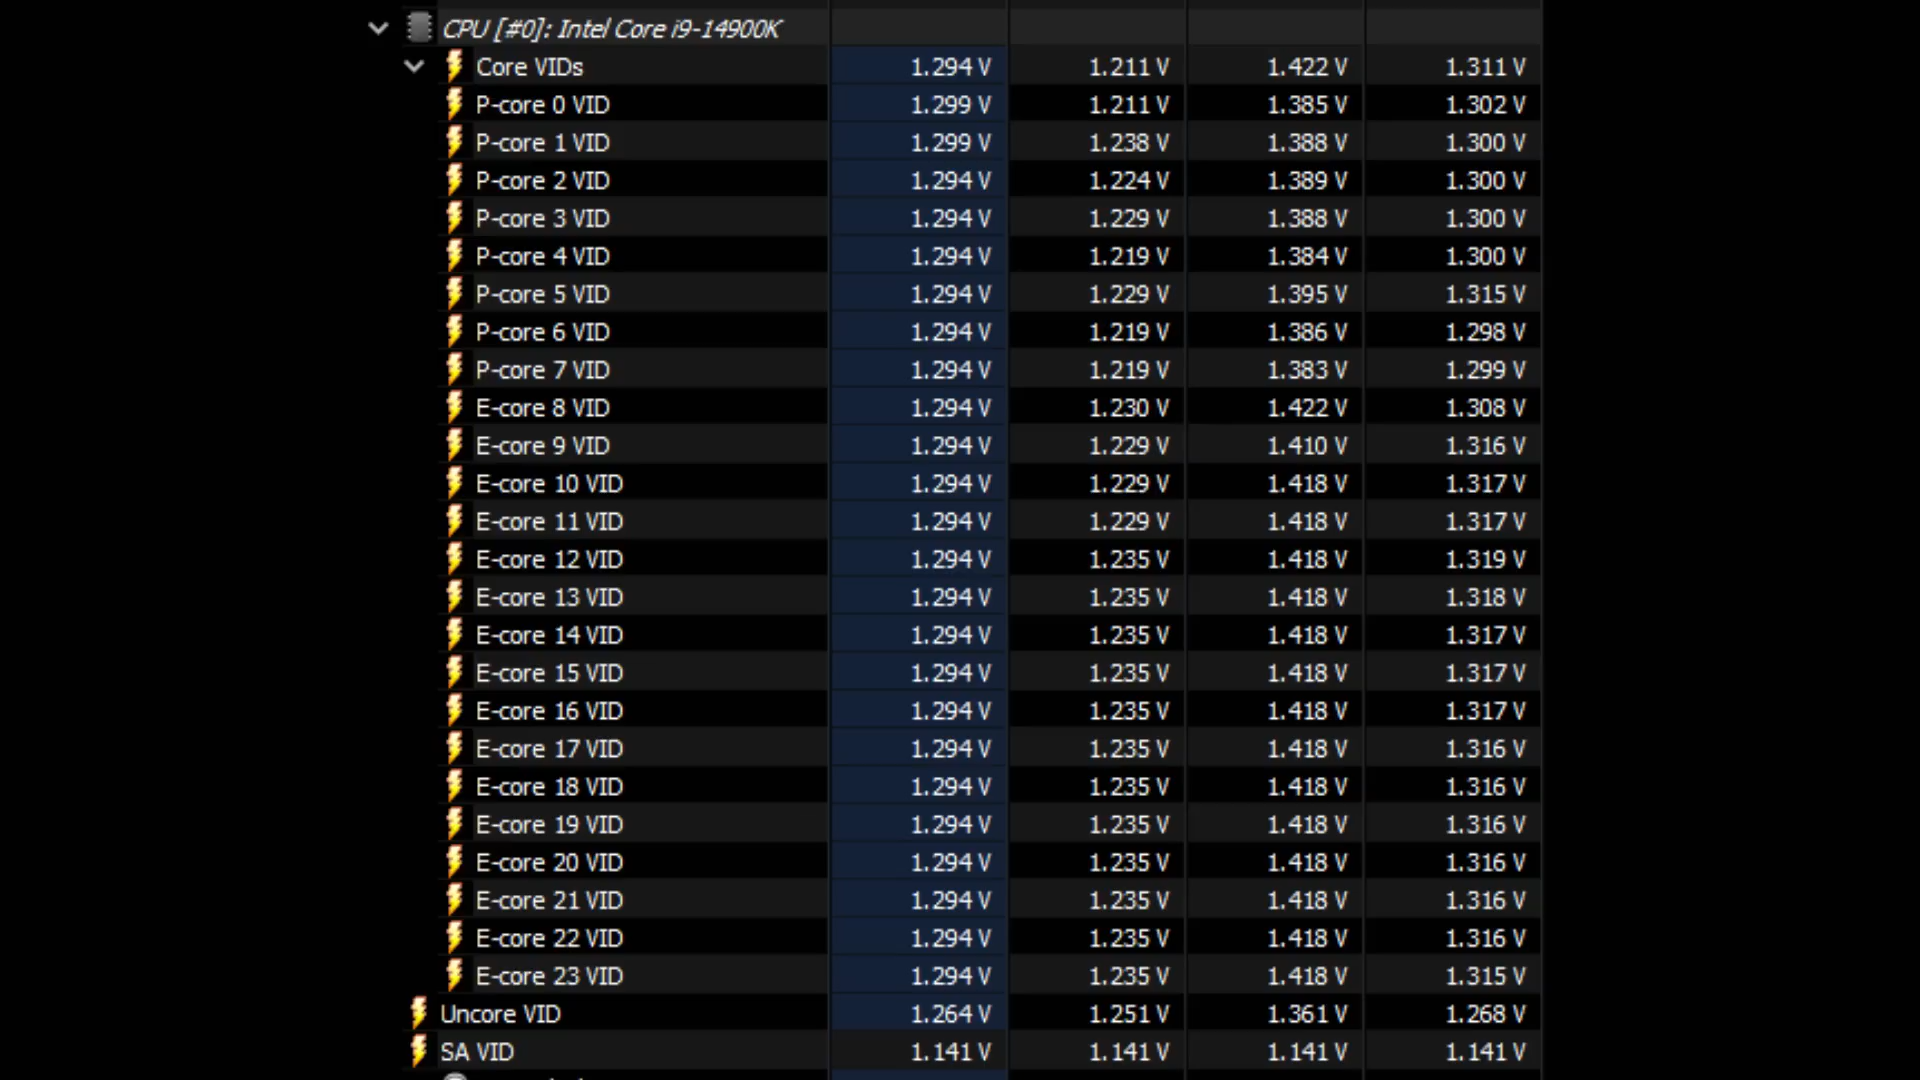 CPU [#0]: Intel Core i9-14900K
Core VIDs 1.294 V 1.211 V 1.422 V 1.311 V
P-core 0 VID 1.299 V 1.211 V 1.385 V 1.302 V
P-core 1 VID 1.299 V 1.238 V 1.388 V 1.300 V
P-core 2 VID 1.294 V 1.224 V 1.389 V 1.300 V
P-core 3 VID 1.294 V 1.229 V 1.388 V 1.300 V
P-core 4 VID 1.294 V 1.219 V 1.384 V 1.300 V
P-core 5 VID 1.294 V 1.229 V 1.395 V 1.315 V
P-core 6 VID 1.294 V 1.219 V 1.386 V 1.298 V
P-core 7 VID 1.294 V 1.219 V 1.383 V 1.299 V
E-core 8 VID 1.294 V 1.230 V 1.422 V 1.308 V
E-core 9 VID 1.294 V 1.229 V 1.410 V 1.316 V
E-core 10 VID 1.294 V 1.229 V 1.418 V 1.317 V
E-core 11 VID 1.294 V 1.229 V 1.418 V 1.317 V
E-core 12 VID 1.294 V 1.235 V 1.418 V 1.319 V
E-core 13 VID 1.294 V 1.235 V 1.418 V 1.318 V
E-core 14 VID 1.294 V 1.235 V 1.418 V 1.317 V
E-core 15 VID 1.294 V 1.235 V 1.418 V 1.317 V
E-core 16 VID 1.294 V 1.235 V 1.418 V 1.317 V
E-core 17 VID 1.294 V 1.235 V 1.418 V 1.316 V
E-core 18 VID 1.294 V 1.235 V 1.418 V 1.316 V
E-core 19 VID 1.294 V 1.235 V 1.418 V 1.316 V
E-core 20 VID 1.294 V 1.235 V 1.418 V 1.316 V
E-core 21 VID 1.294 V 1.235 V 1.418 V 1.316 V
E-core 22 VID 1.294 V 1.235 V 1.418 V 1.316 V
E-core 23 VID 1.294 V 1.235 V 1.418 V 1.315 V
Uncore VID 1.264 V 1.251 V 1.361 V 1.268 V
SA VID 1.141 V 1.141 V 1.141 V 1.141 V